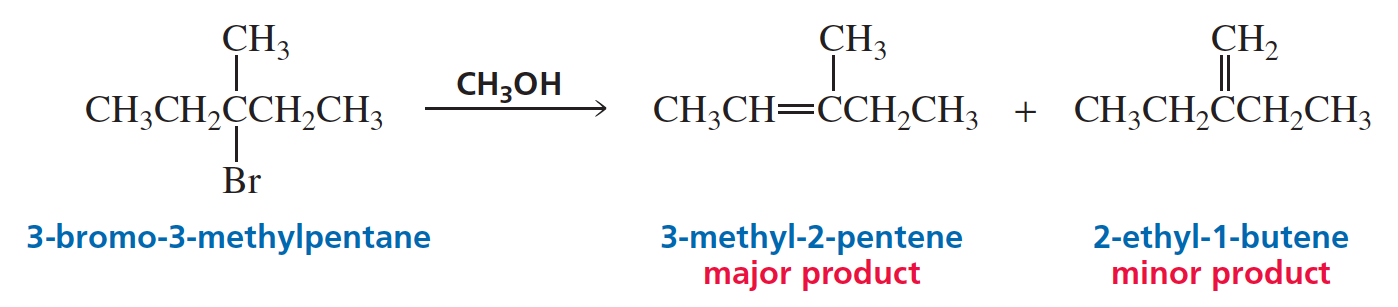 CH₃ CH₃ CH₂
CH₃OH
CH₃CH₂CCH₂CH₃ CH₃CH=CCH₂CH₃ + CH₃CH₂CCH₂CH₃
Br
3-bromo-3-methylpentane 3-methyl-2-pentene 2-ethyl-1-butene
major product minor product